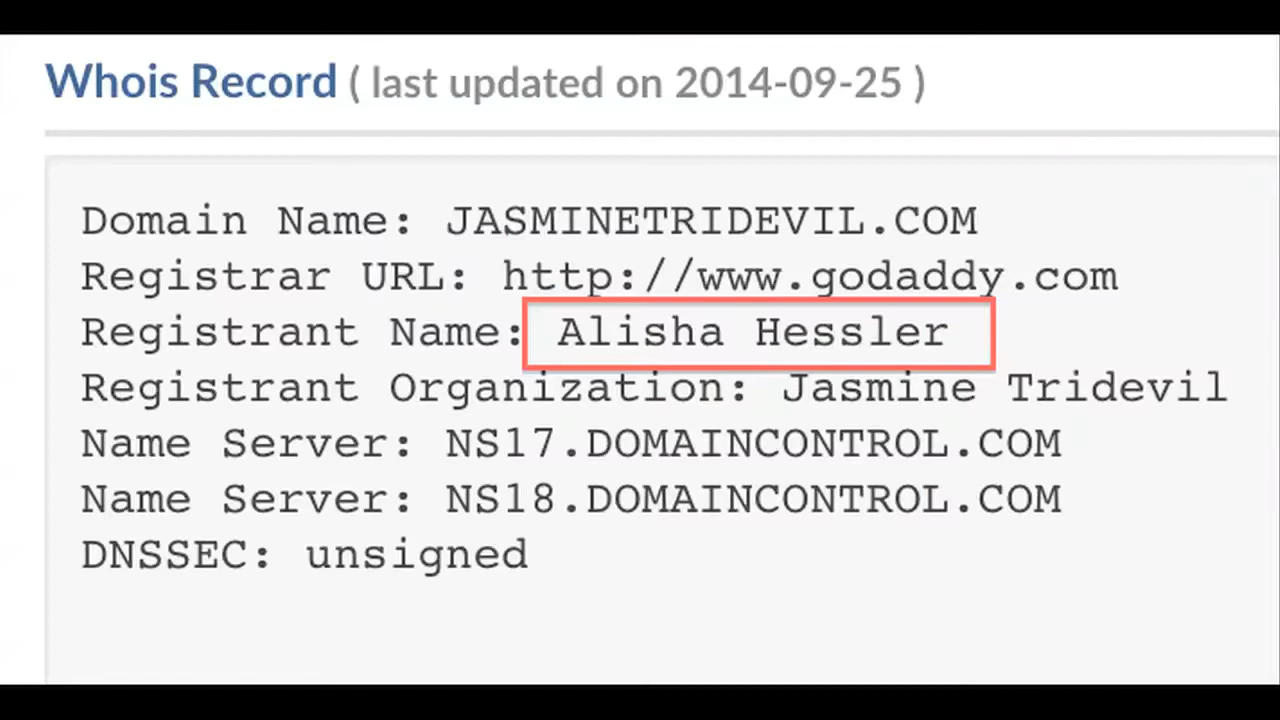 Whois Record ( last updated on 2014-09-25 )
Domain Name: JASMINETRIDEVIL.COM
Registrar URL: http://www.godaddy.com
Registrant Name: Alisha Hessler
Registrant Organization: Jasmine Tridevil
Name Server: NS17.DOMAINCONTROL.COM
Name Server: NS18.DOMAINCONTROL.COM
DNSSEC: unsigned